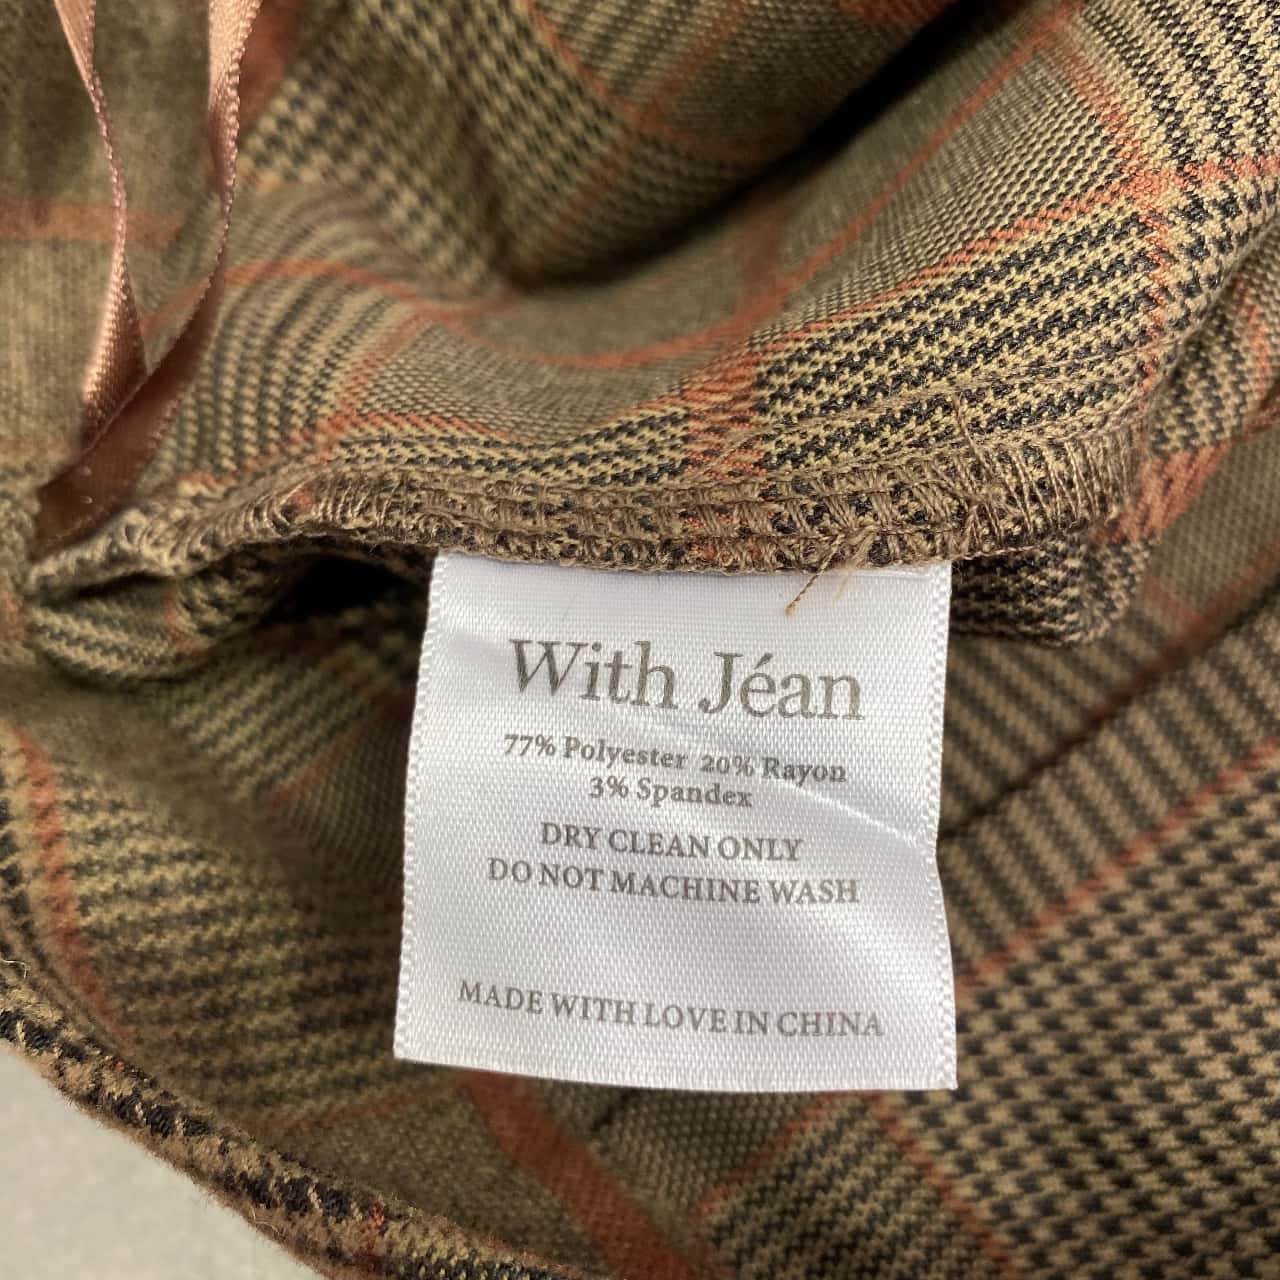 With Jéan
77% Polyester 20% Rayon
3% Spandex
DRY CLEAN ONLY
DO NOT MACHINE WASH
MADE WITH LOVE IN CHINA